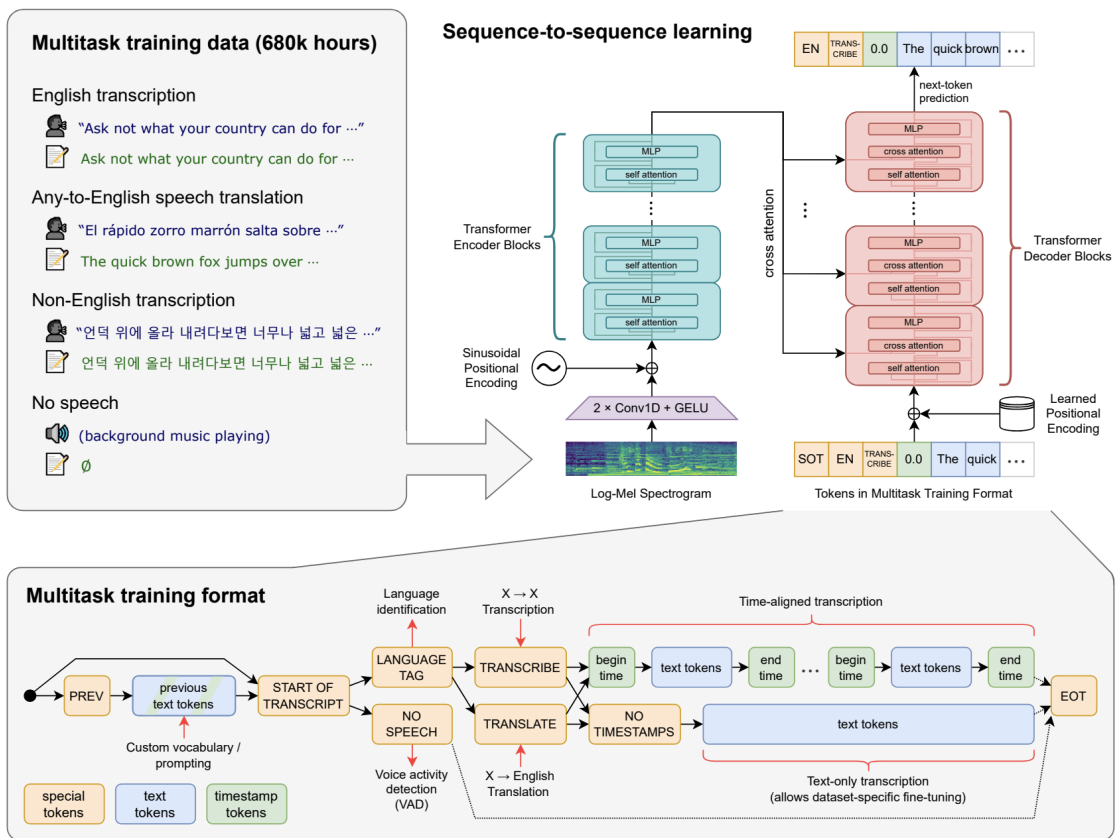 Multitask training data (680k hours)
English transcription
“Ask not what your country can do for ⋯”
Ask not what your country can do for ⋯
Any-to-English speech translation
“El rápido zorro marrón salta sobre ⋯”
The quick brown fox jumps over ⋯
Non-English transcription
“언덕 위에 올라 내려다보면 너무나 넓고 넓은 ⋯”
언덕 위에 올라 내려다보면 너무나 넓고 넓은 ⋯
No speech
(background music playing)
∅
Sequence-to-sequence learning
EN
TRANS-
CRIBE
0.0
The
quick
brown
⋯
next-token
prediction
MLP
self attention
⋯
MLP
self attention
MLP
self attention
Transformer
Encoder Blocks
cross attention
⋯
MLP
cross attention
self attention
⋯
MLP
cross attention
self attention
MLP
cross attention
self attention
Transformer
Decoder Blocks
Sinusoidal
Positional
Encoding
2 × Conv1D + GELU
Log-Mel Spectrogram
Learned
Positional
Encoding
SOT
EN
TRANS-
CRIBE
0.0
The
quick
⋯
Tokens in Multitask Training Format
Multitask training format
PREV
previous
text tokens
Custom vocabulary /
prompting
START OF
TRANSCRIPT
Language
identification
LANGUAGE
TAG
NO
SPEECH
Voice activity
detection
(VAD)
X → X
Transcription
TRANSCRIBE
TRANSLATE
X → English
Translation
NO
TIMESTAMPS
Time-aligned transcription
begin
time
text tokens
end
time
⋯
begin
time
text tokens
end
time
text tokens
Text-only transcription
(allows dataset-specific fine-tuning)
EOT
special
tokens
text
tokens
timestamp
tokens